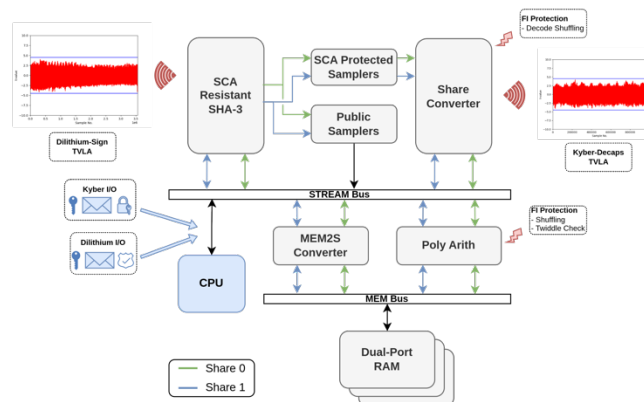 FI Protection
- Decode Shuffling
SCA
Resistant
SHA-3
SCA Protected
Samplers
Share
Converter
Public
Samplers
Dilithium-Sign
TVLA
Kyber-Decaps
TVLA
Kyber I/O
STREAM Bus
FI Protection
- Shuffling
- Twiddle Check
Dilithium I/O
MEM2S
Converter
Poly Arith
CPU
MEM Bus
Dual-Port
RAM
Share 0
Share 1